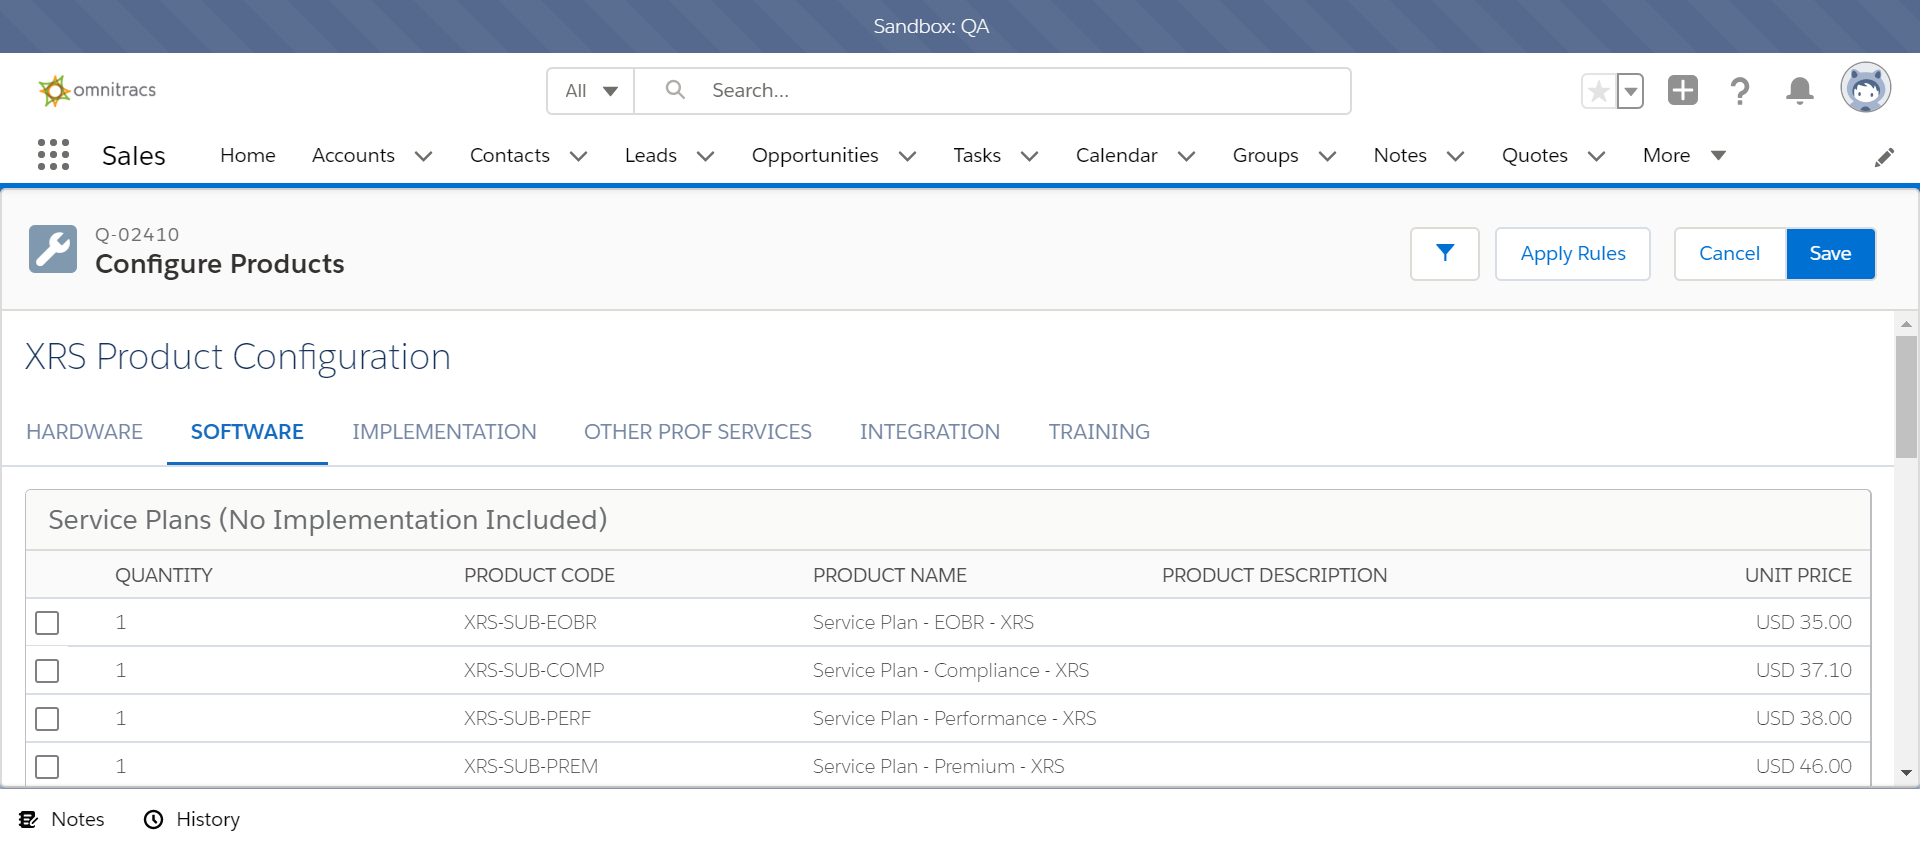 Sandbox: QA
omnitracs
All Search...
Sales Home Accounts Contacts Leads Opportunities Tasks Calendar Groups Notes Quotes More
Q-02410
Configure Products
Apply Rules Cancel Save
XRS Product Configuration
HARDWARE SOFTWARE IMPLEMENTATION OTHER PROF SERVICES INTEGRATION TRAINING
Service Plans (No Implementation Included)
QUANTITY PRODUCT CODE PRODUCT NAME PRODUCT DESCRIPTION UNIT PRICE
1 XRS-SUB-EOBR Service Plan - EOBR - XRS USD 35.00
1 XRS-SUB-COMP Service Plan - Compliance - XRS USD 37.10
1 XRS-SUB-PERF Service Plan - Performance - XRS USD 38.00
1 XRS-SUB-PREM Service Plan - Premium - XRS USD 46.00
Notes History